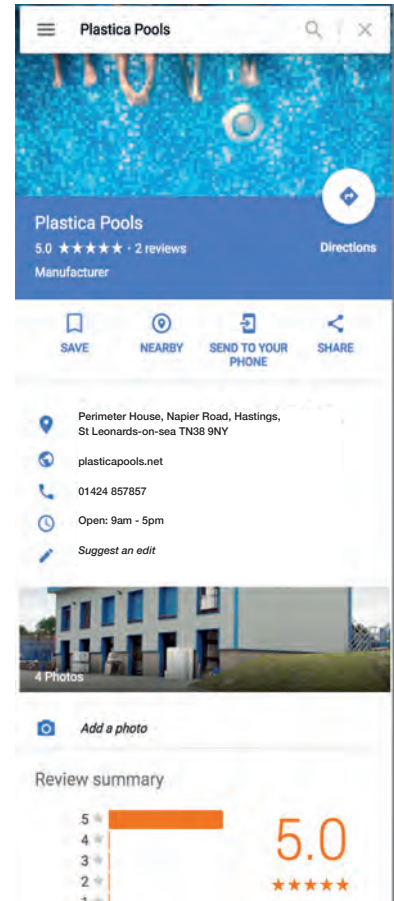 Plastica Pools
Plastica Pools
5.0 ★★★★★ · 2 reviews
Directions
Manufacturer
SAVE
NEARBY
SEND TO YOUR
PHONE
SHARE
Perimeter House, Napier Road, Hastings,
St Leonards-on-sea TN38 9NY
plasticapools.net
01424 857857
Open: 9am - 5pm
Suggest an edit
4 Photos
Add a photo
Review summary
5 ★
4 ★
3 ★
2 ★
1 ★
5.0
★★★★★